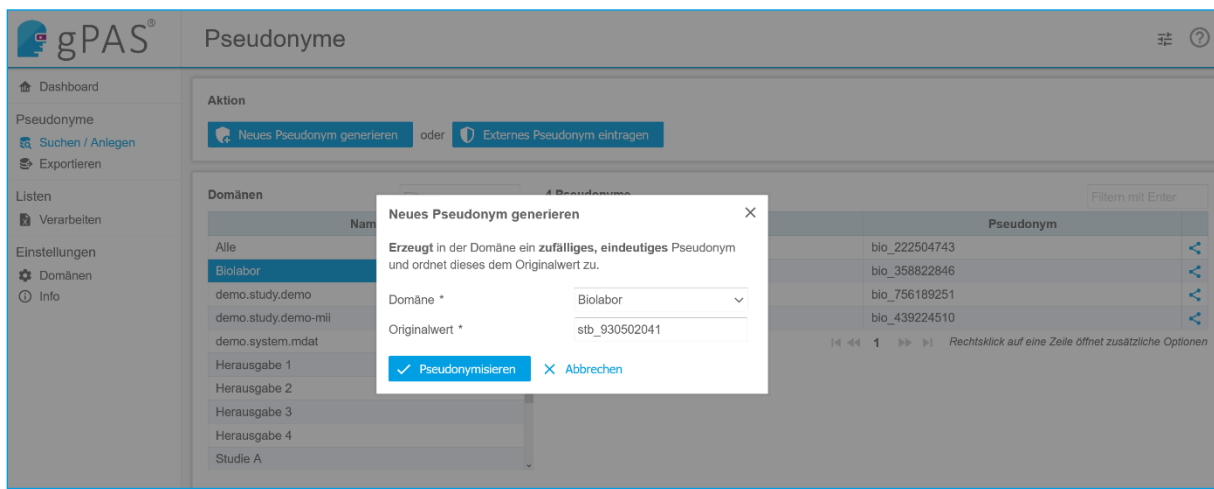 gPAS®
Pseudonyme
Dashboard
Pseudonyme
Suchen / Anlegen
Exportieren
Listen
Verarbeiten
Einstellungen
Domänen
Info
Aktion
Neues Pseudonym generieren oder Externes Pseudonym eintragen
Domänen
Nam
Alle
Biolabor
demo.study.demo
demo.study.demo-mii
demo.system.mdat
Herausgabe 1
Herausgabe 2
Herausgabe 3
Herausgabe 4
Studie A
4 Pseudonyme
Filtern mit Enter
Pseudonym
bio_222504743
bio_358822846
bio_756189251
bio_439224510
1 Rechtsklick auf eine Zeile öffnet zusätzliche Optionen
Neues Pseudonym generieren
Erzeugt in der Domäne ein zufälliges, eindeutiges Pseudonym
und ordnet dieses dem Originalwert zu.
Domäne * Biolabor
Originalwert * stb_930502041
Pseudonymisieren Abbrechen